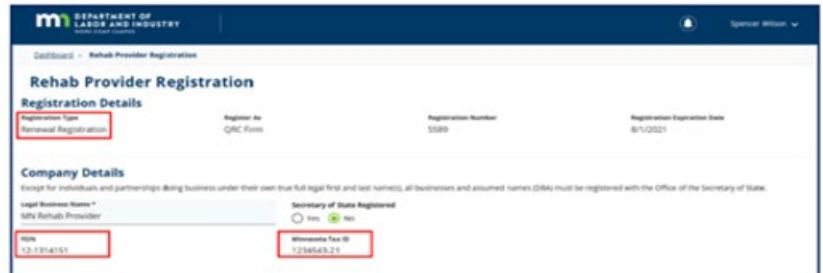 DEPARTMENT OF
LABOR AND INDUSTRY
WORK COMP CAMPUS
Spencer Wilson
Dashboard > Rehab Provider Registration
Rehab Provider Registration
Registration Details
Registration Type Register As Registration Number Registration Expiration Date
Renewal Registration QRC Firm 5589 8/1/2021
Company Details
Except for individuals and partnerships doing business under their own true full legal first and last name(s), all businesses and assumed names (DBA) must be registered with the Office of the Secretary of State.
Legal Business Name * Secretary of State Registered
MN Rehab Provider Yes No
FEIN Minnesota Tax ID
12-1314151 1234543-21